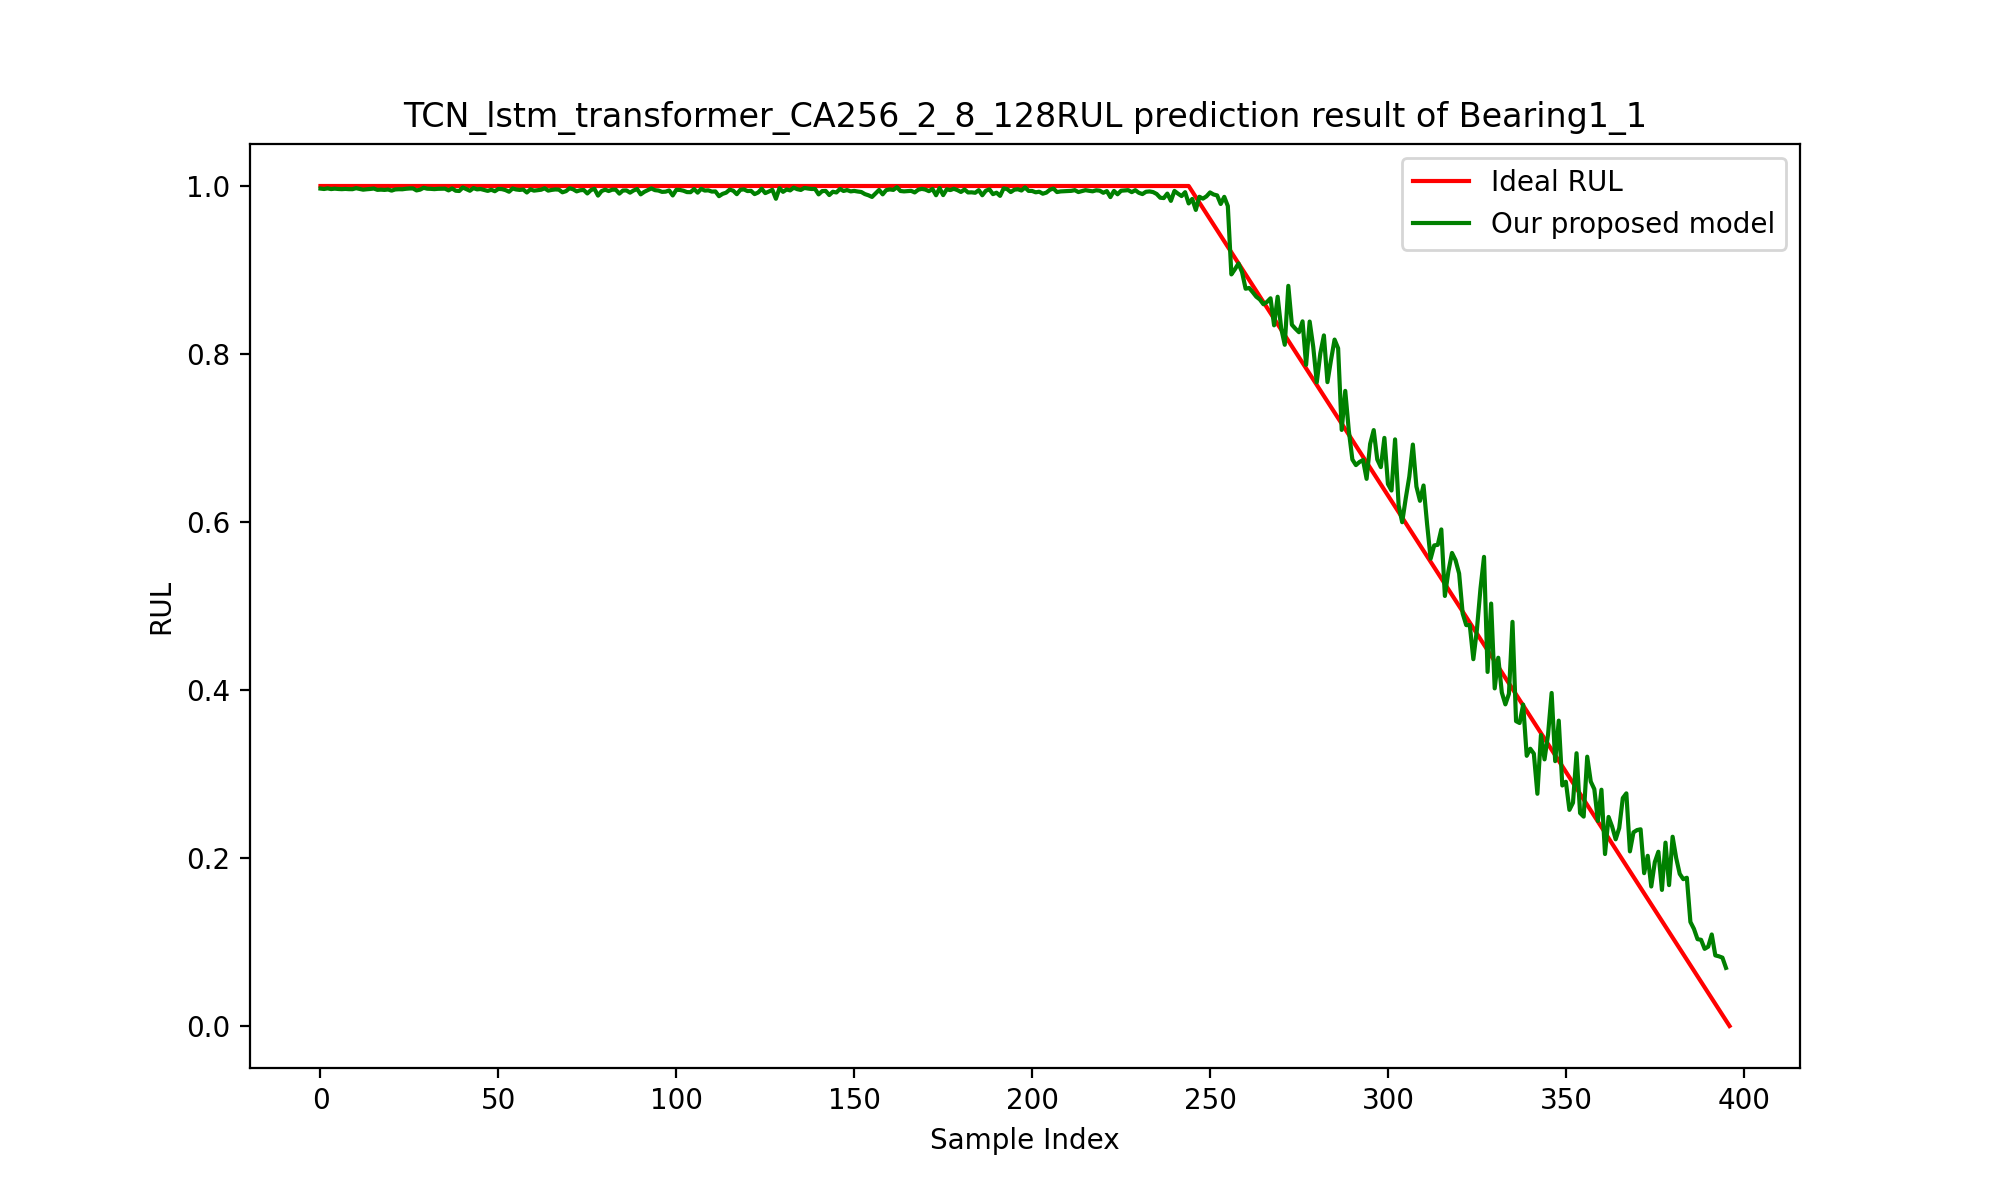 TCN_lstm_transformer_CA256_2_8_128RUL prediction result of Bearing1_1
Ideal RUL
Our proposed model
RUL
1.0
0.8
0.6
0.4
0.2
0.0
0 50 100 150 200 250 300 350 400
Sample Index